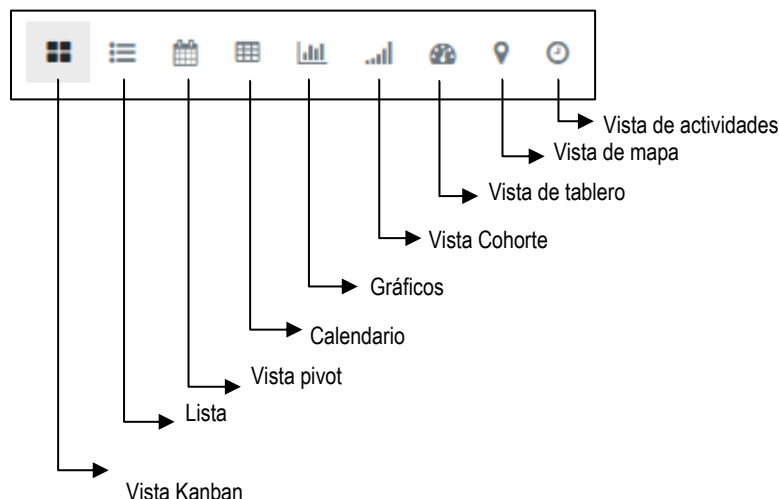 Vista de actividades
Vista de mapa
Vista de tablero
Vista Cohorte
Gráficos
Calendario
Vista pivot
Lista
Vista Kanban